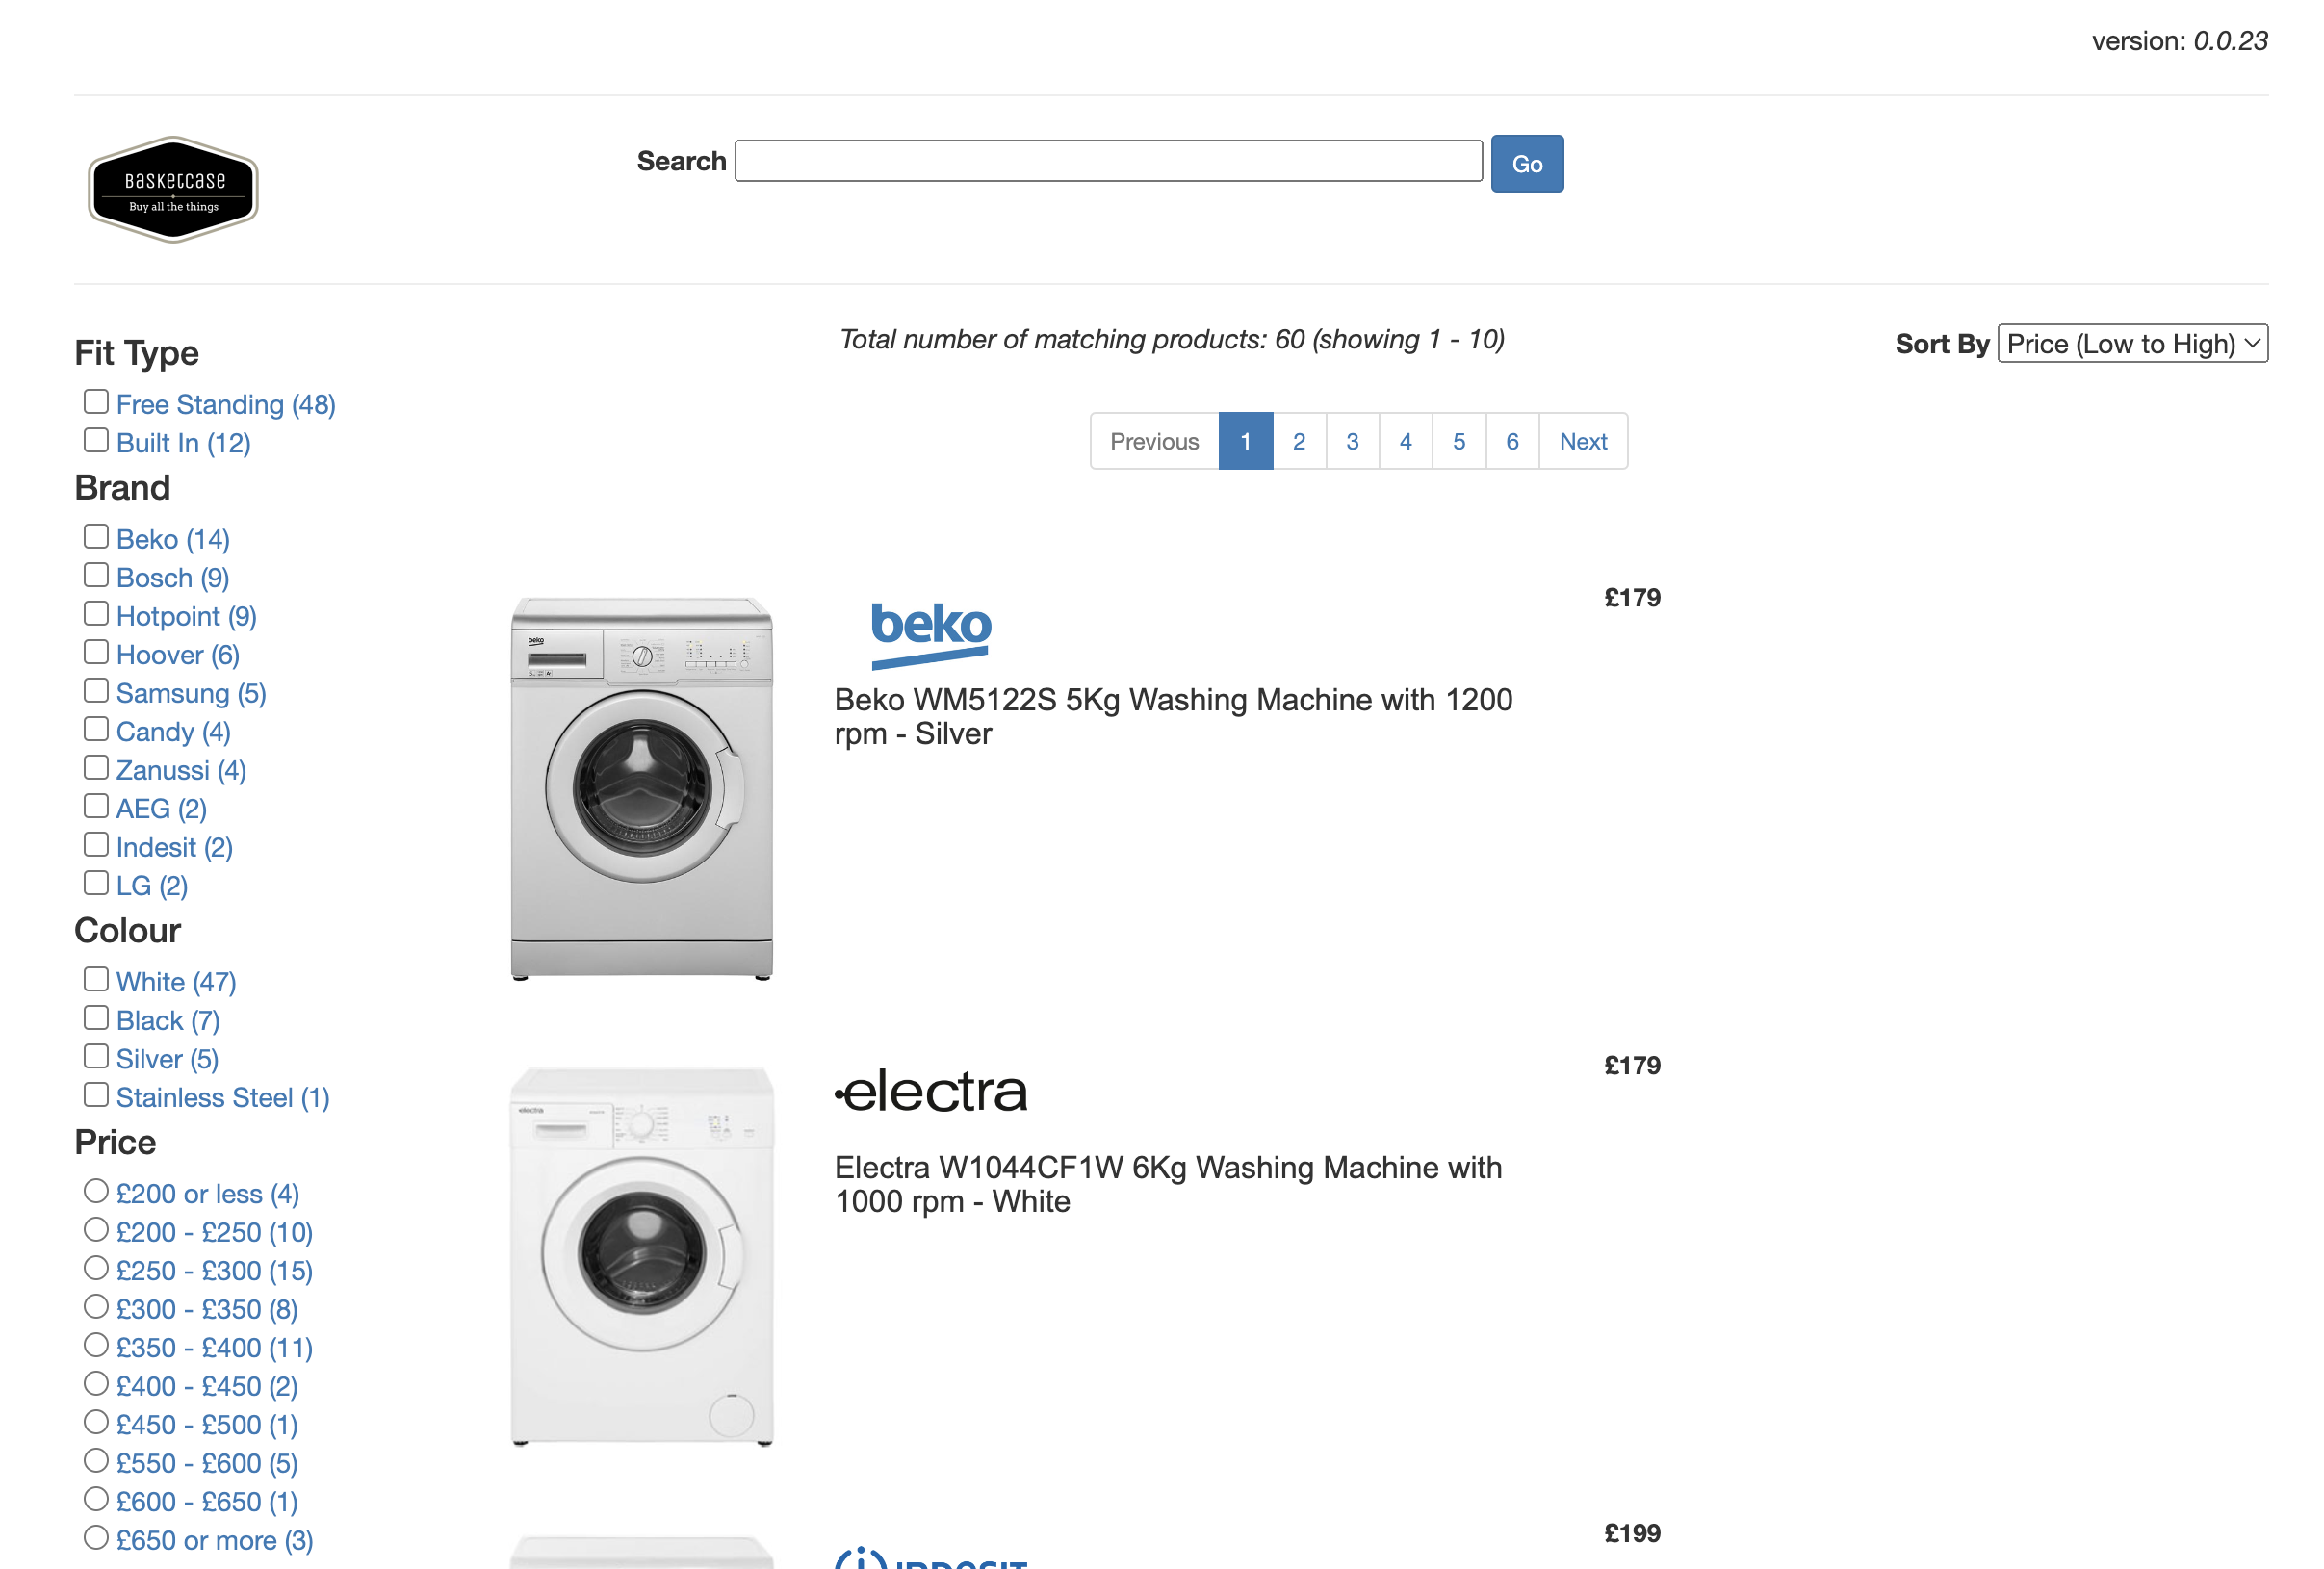 version: 0.0.23
BASKETCASE
Buy all the things
Search
Go
Fit Type
Free Standing (48)
Built In (12)
Brand
Beko (14)
Bosch (9)
Hotpoint (9)
Hoover (6)
Samsung (5)
Candy (4)
Zanussi (4)
AEG (2)
Indesit (2)
LG (2)
Colour
White (47)
Black (7)
Silver (5)
Stainless Steel (1)
Price
£200 or less (4)
£200 - £250 (10)
£250 - £300 (15)
£300 - £350 (8)
£350 - £400 (11)
£400 - £450 (2)
£450 - £500 (1)
£550 - £600 (5)
£600 - £650 (1)
£650 or more (3)
Total number of matching products: 60 (showing 1 - 10)
Sort By Price (Low to High)
Previous 1 2 3 4 5 6 Next
beko
beko
£179
Beko WM5122S 5Kg Washing Machine with 1200
rpm - Silver
electra
electra
£179
Electra W1044CF1W 6Kg Washing Machine with
1000 rpm - White
INDESIT
£199